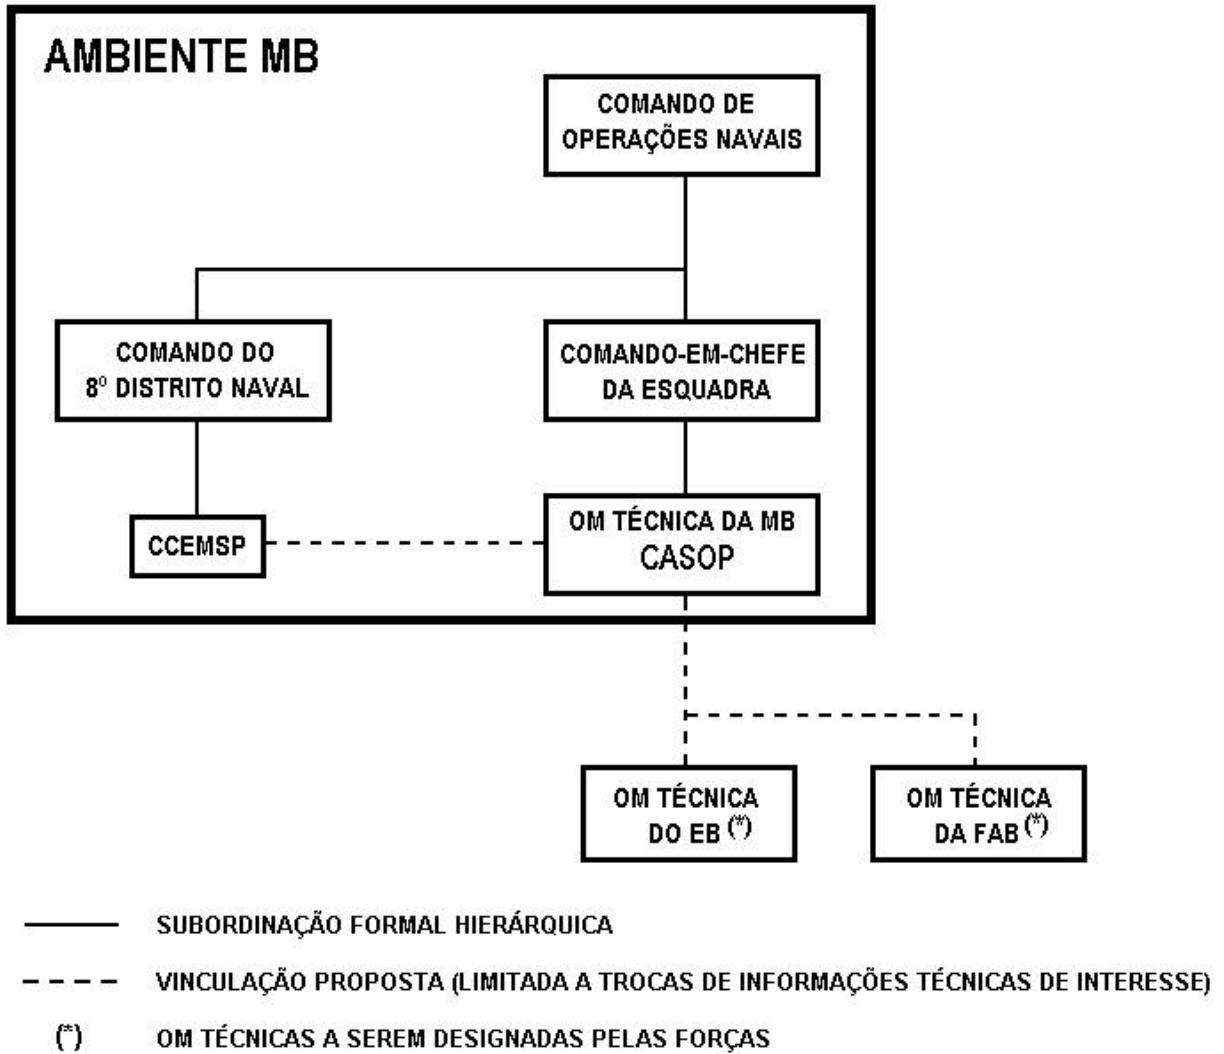 AMBIENTE MB
COMANDO DE
OPERAÇÕES NAVAIS
COMANDO DO
8º DISTRITO NAVAL
COMANDO-EM-CHEFE
DA ESQUADRA
CCEMSP
OM TÉCNICA DA MB
CASOP
OM TÉCNICA
DO EB (*)
OM TÉCNICA
DA FAB (*)
SUBORDINAÇÃO FORMAL HIERÁRQUICA
VINCULAÇÃO PROPOSTA (LIMITADA A TROCAS DE INFORMAÇÕES TÉCNICAS DE INTERESSE)
(*) OM TÉCNICAS A SEREM DESIGNADAS PELAS FORÇAS